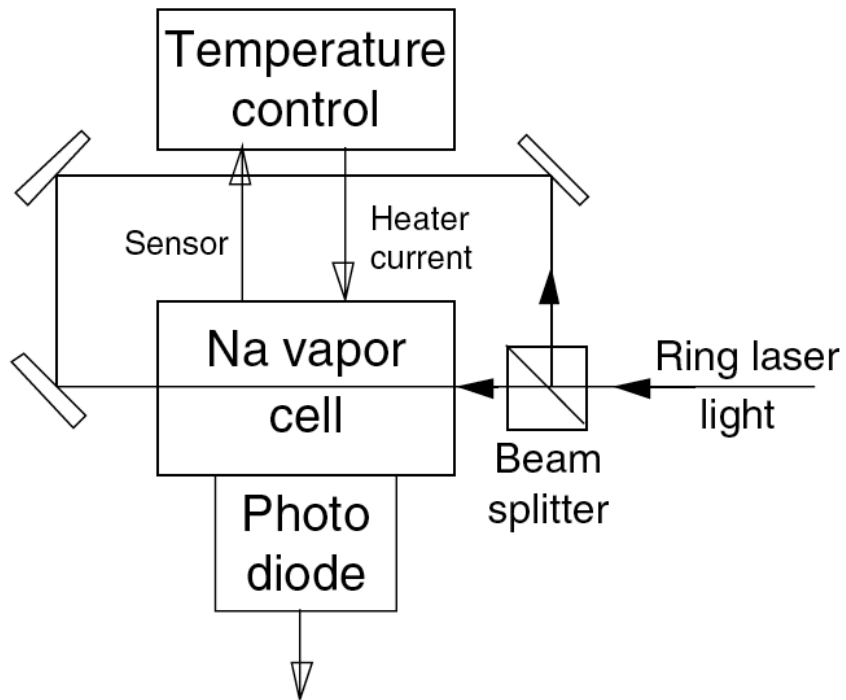 Temperature
control
Sensor
Heater
current
Na vapor
cell
Ring laser
light
Beam
splitter
Photo
diode